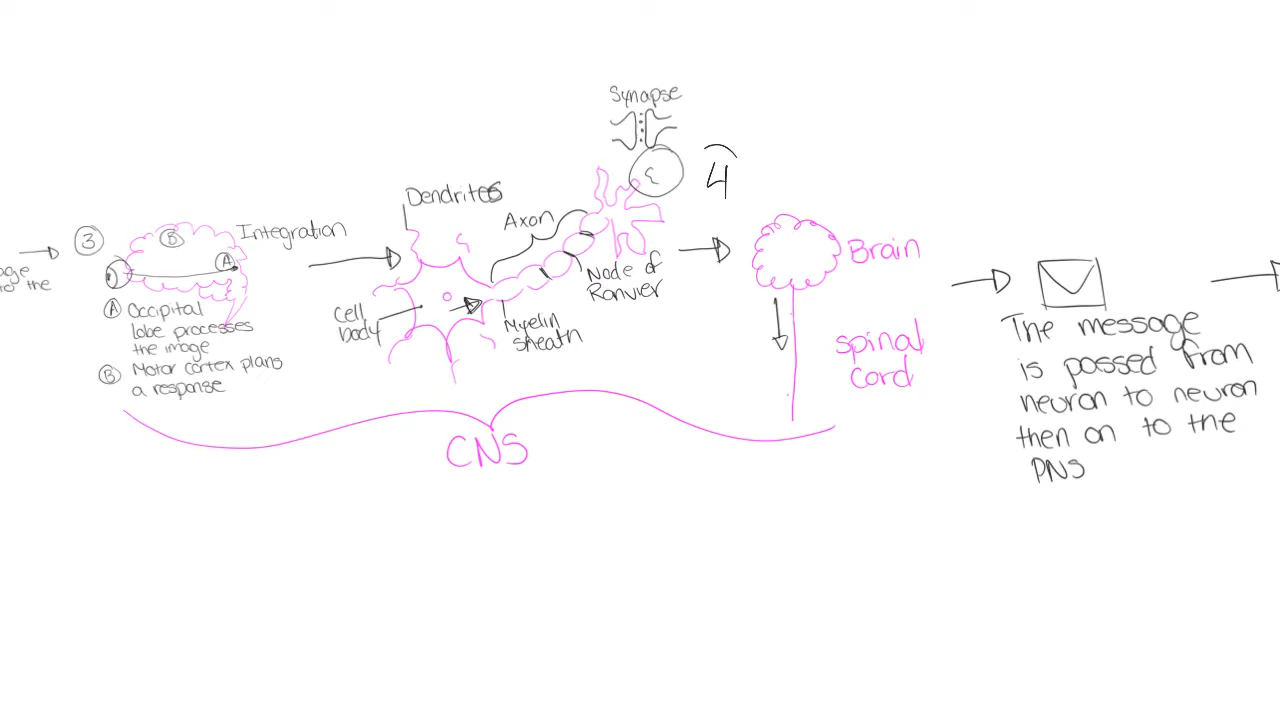 Synapse
4
Dendrites
Axon
3
B
Integration
A
Brain
Node of
Ranvier
to the
A Occipital
lobe processes
the image
Cell
body
Myelin
sheath
B Motor cortex plans
a response
spinal
cord
CNS
The message
is passed from
neuron to neuron
then on to the
PNS